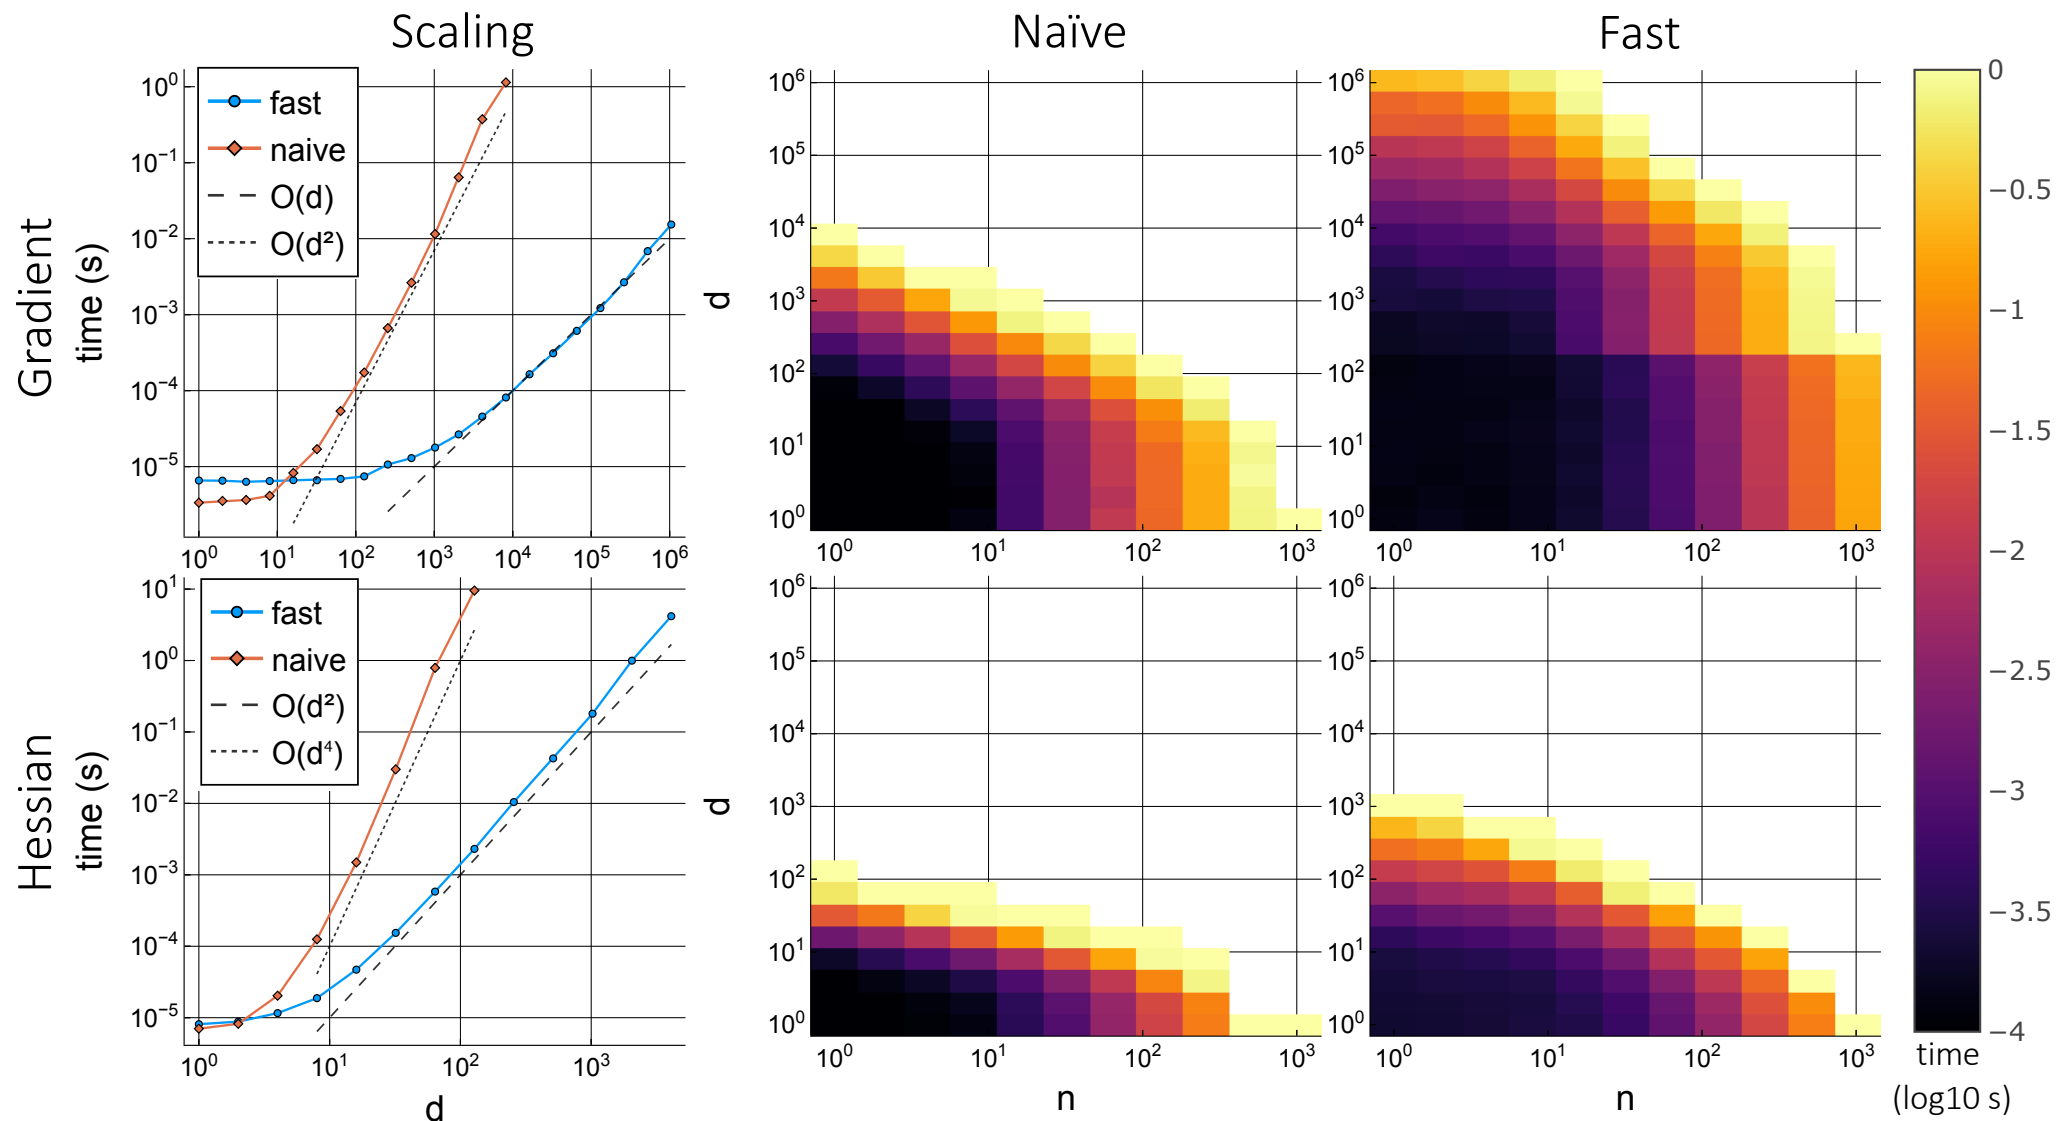 Scaling
Naïve
Fast
Gradient
time (s)
10⁰
10⁻¹
10⁻²
10⁻³
10⁻⁴
10⁻⁵
fast
naive
O(d)
O(d²)
10⁰ 10¹ 10² 10³ 10⁴ 10⁵ 10⁶
d
10⁶
10⁵
10⁴
10³
10²
10¹
10⁰
10⁰ 10¹ 10² 10³
10⁶
10⁵
10⁴
10³
10²
10¹
10⁰
10⁰ 10¹ 10² 10³
Hessian
time (s)
10¹
10⁰
10⁻¹
10⁻²
10⁻³
10⁻⁴
10⁻⁵
fast
naive
O(d²)
O(d⁴)
10⁰ 10¹ 10² 10³
d
d
10⁶
10⁵
10⁴
10³
10²
10¹
10⁰
10⁰ 10¹ 10² 10³
n
10⁶
10⁵
10⁴
10³
10²
10¹
10⁰
10⁰ 10¹ 10² 10³
n
0
−0.5
−1
−1.5
−2
−2.5
−3
−3.5
−4
time
(log10 s)